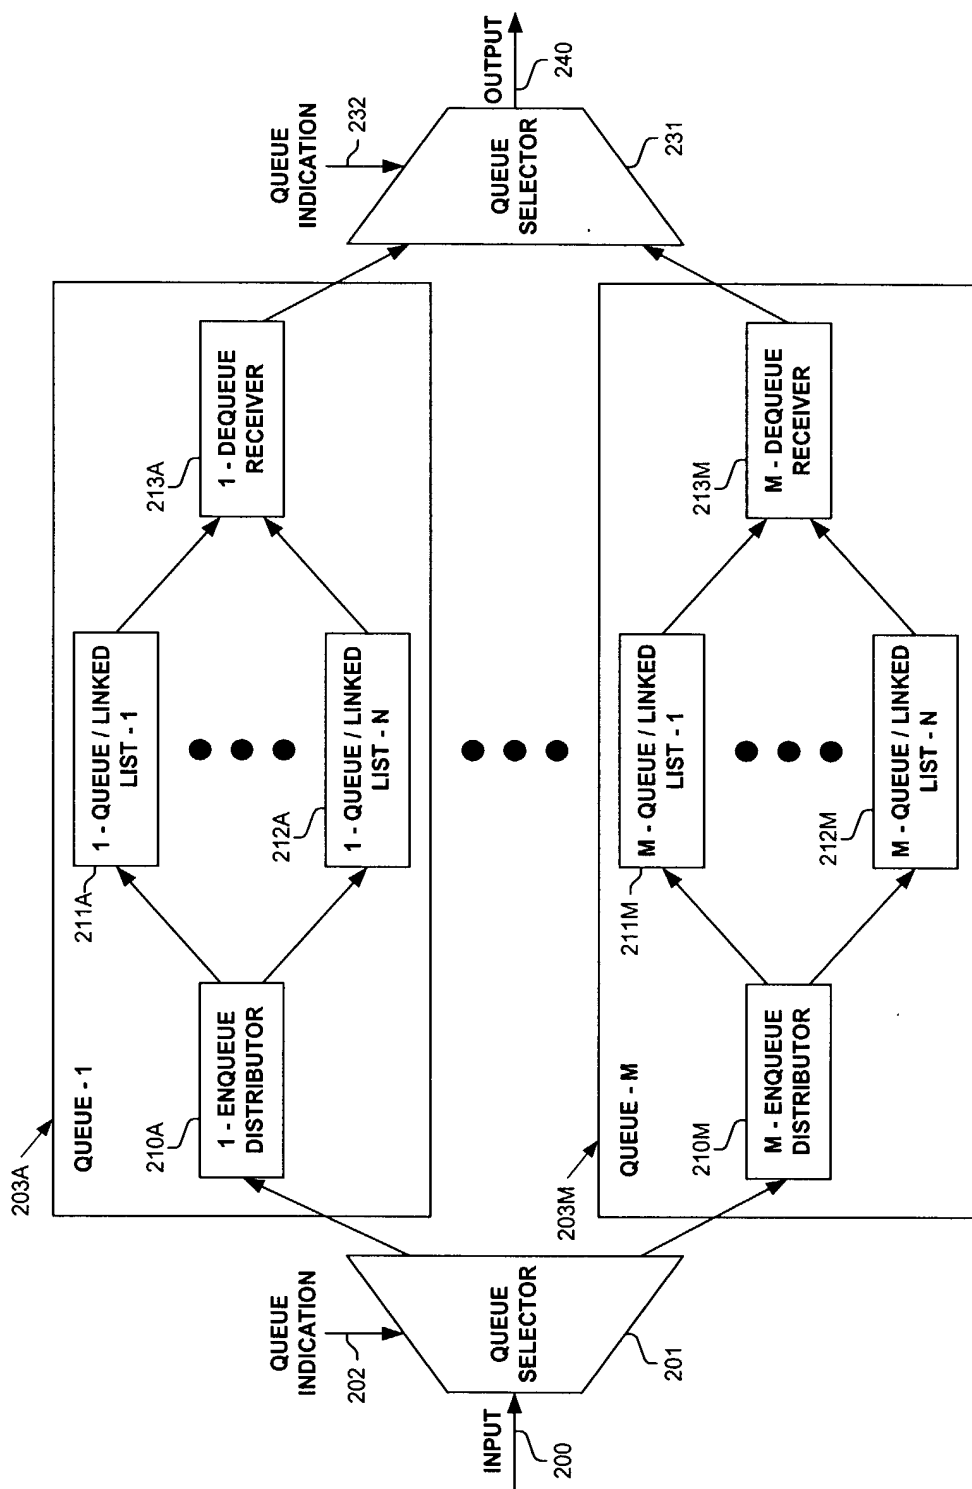 INPUT
200
QUEUE
INDICATION
202
QUEUE
SELECTOR
201
203A
QUEUE - 1
210A
1 - ENQUEUE
DISTRIBUTOR
211A
1 - QUEUE / LINKED
LIST - 1
212A
1 - QUEUE / LINKED
LIST - N
213A
1 - DEQUEUE
RECEIVER
203M
QUEUE - M
210M
M - ENQUEUE
DISTRIBUTOR
211M
M - QUEUE / LINKED
LIST - 1
212M
M - QUEUE / LINKED
LIST - N
213M
M - DEQUEUE
RECEIVER
QUEUE
INDICATION
232
QUEUE
SELECTOR
231
OUTPUT
240